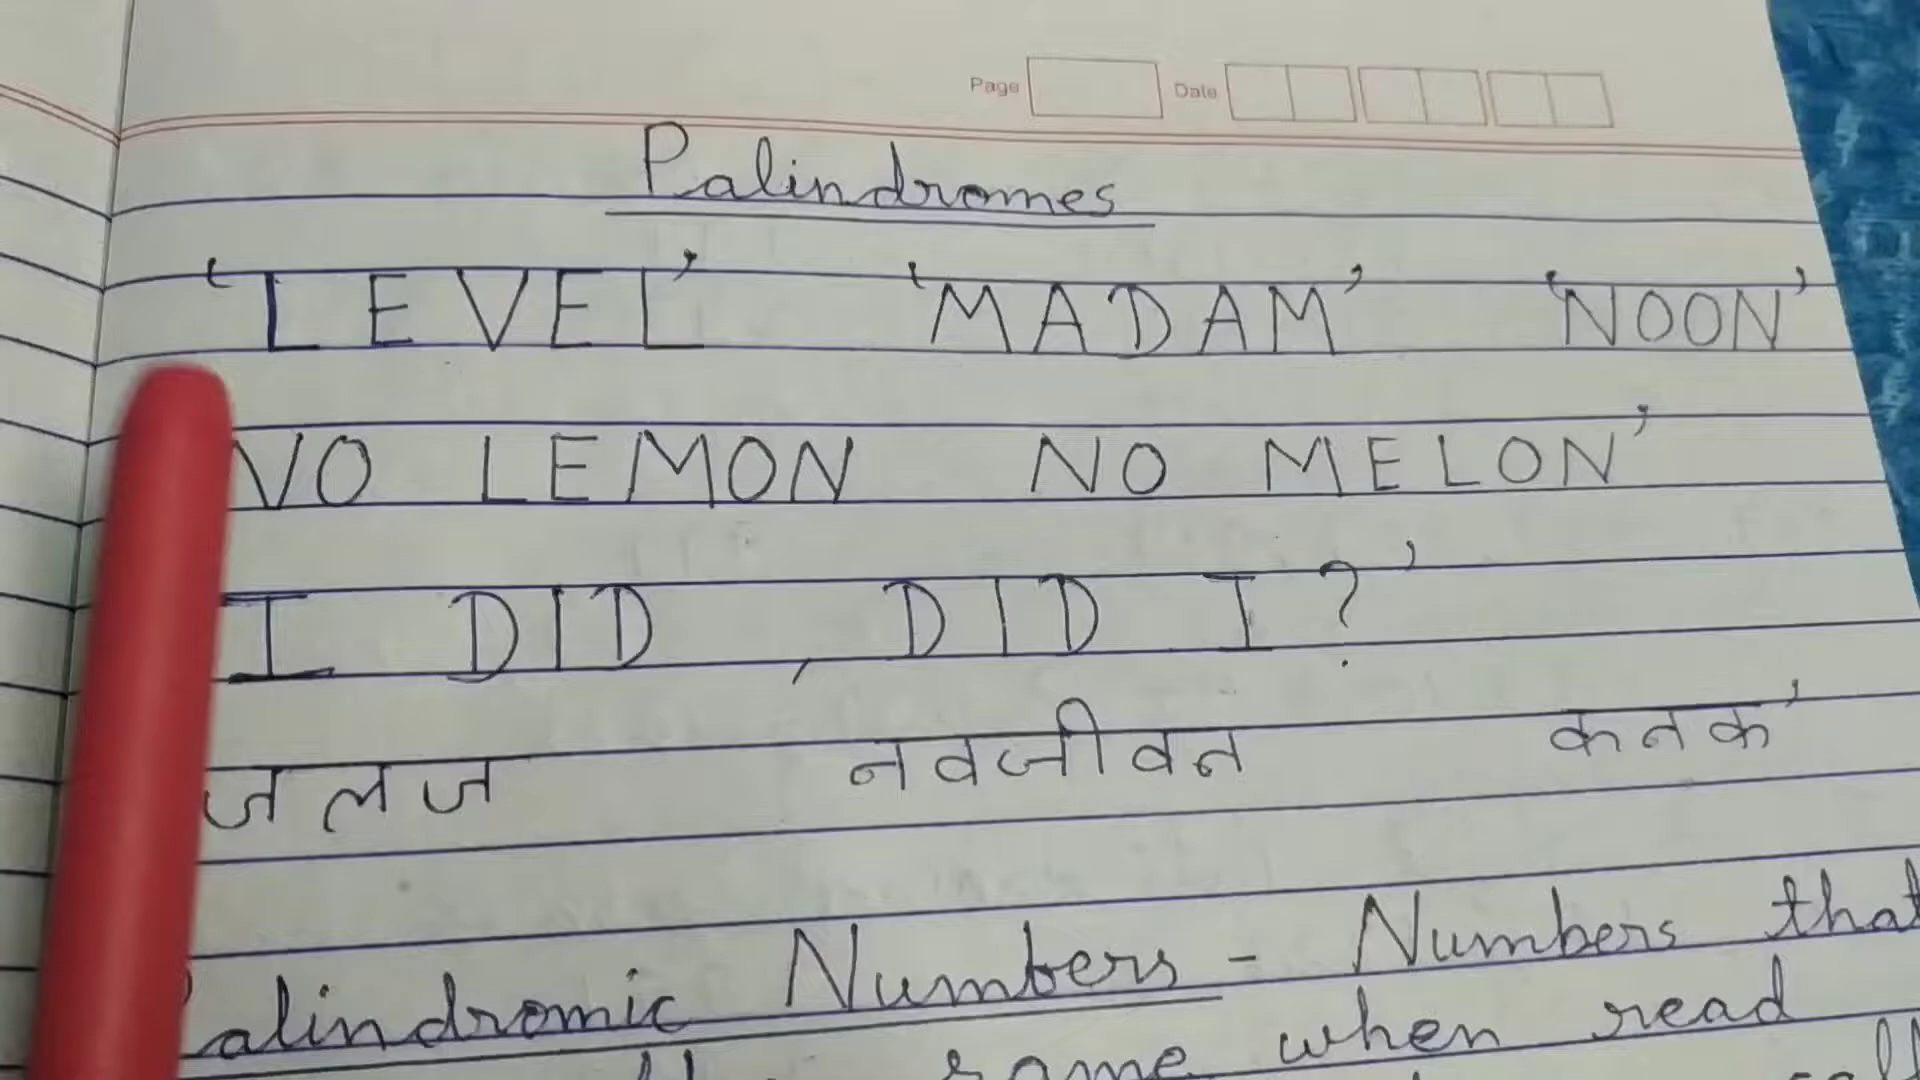 Page Date
Palindromes
'LEVEL' 'MADAM' 'NOON'
NO LEMON NO MELON'
I DID, DID I?'
जलज नवजीवन कनक'
Palindromic Numbers - Numbers that
same when read